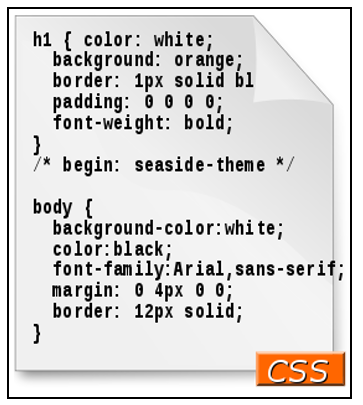 h1 { color: white;
background: orange;
border: 1px solid bl
padding: 0 0 0 0;
font-weight: bold;
}
/* begin: seaside-theme */
body {
background-color:white;
color:black;
font-family:Arial,sans-serif;
margin: 0 4px 0 0;
border: 12px solid;
}
CSS